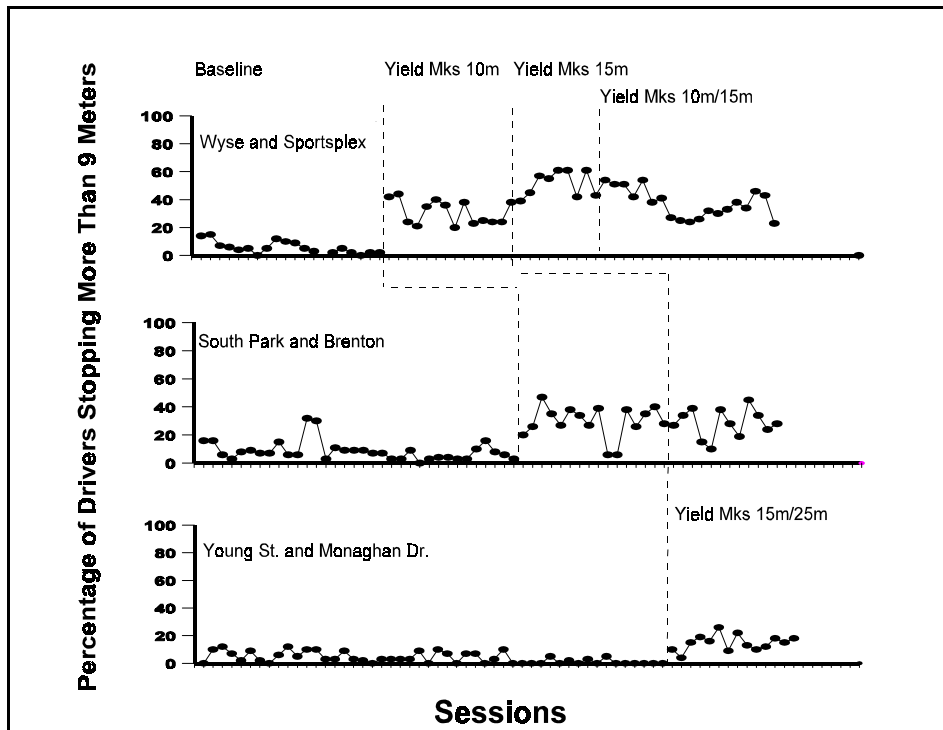 Percentage of Drivers Stopping More Than 9 Meters
Baseline
Yield Mks 10m
Yield Mks 15m
Yield Mks 10m/15m
100
80
60
40
20
0
Wyse and Sportsplex
100
80
60
40
20
0
South Park and Brenton
Yield Mks 15m/25m
100
80
60
40
20
0
Young St. and Monaghan Dr.
Sessions